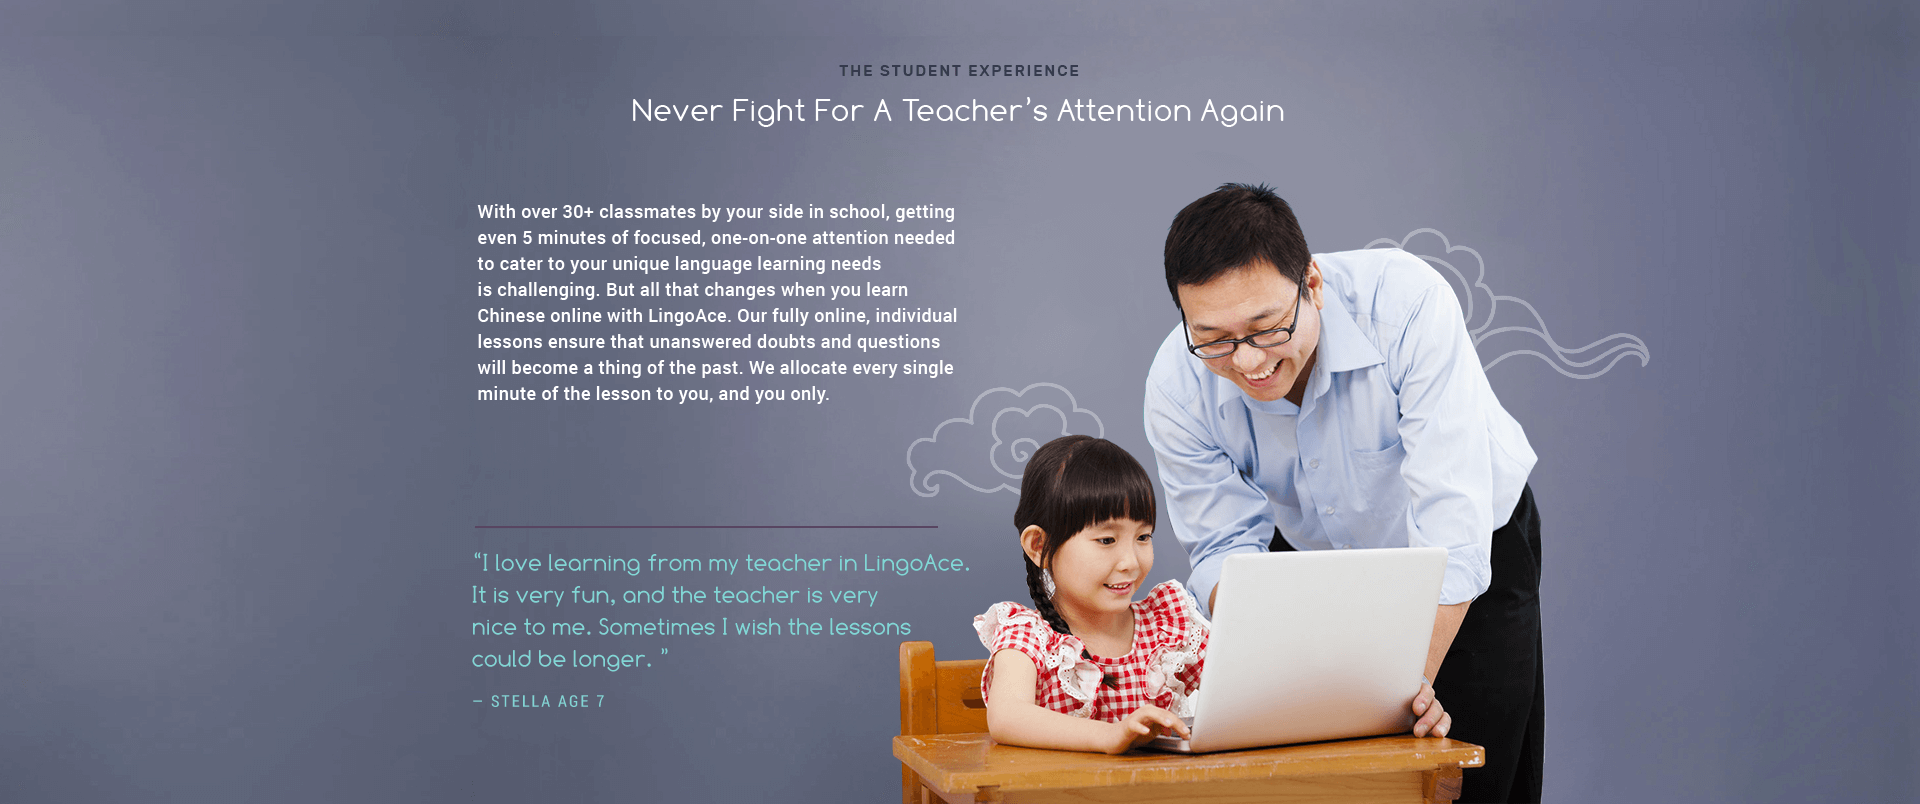 THE STUDENT EXPERIENCE
Never Fight For A Teacher’s Attention Again
With over 30+ classmates by your side in school, getting
even 5 minutes of focused, one-on-one attention needed
to cater to your unique language learning needs
is challenging. But all that changes when you learn
Chinese online with LingoAce. Our fully online, individual
lessons ensure that unanswered doubts and questions
will become a thing of the past. We allocate every single
minute of the lesson to you, and you only.
“I love learning from my teacher in LingoAce.
It is very fun, and the teacher is very
nice to me. Sometimes I wish the lessons
could be longer. ”
– STELLA AGE 7